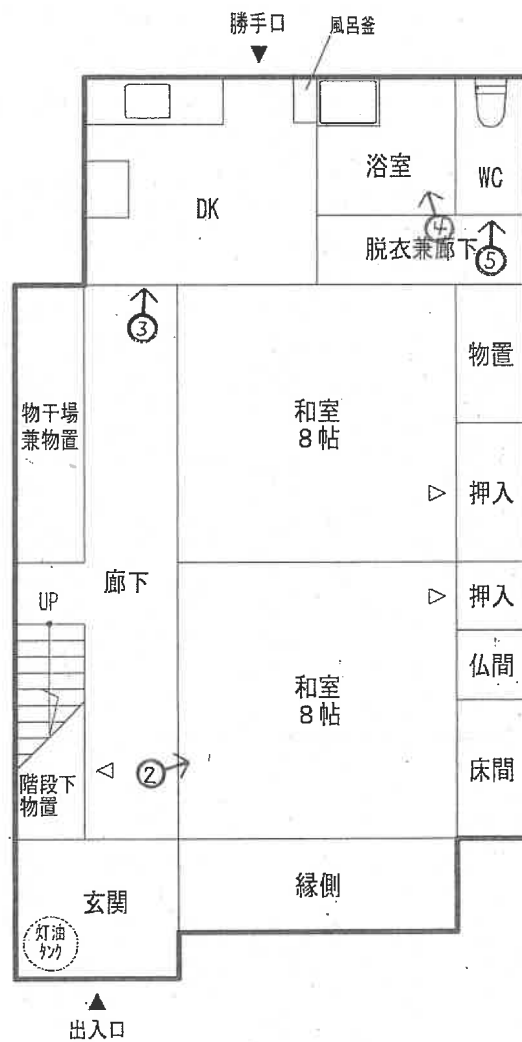 勝手口
風呂釜
▼
浴室
WC
DK
④
脱衣兼廊下
⑤
③
物置
物干場
兼物置
和室
8帖
▷
押入
廊下
UP
▷
押入
仏間
和室
8帖
床間
②
◁
階段下
物置
玄関
縁側
灯油
タンク
▲
出入口